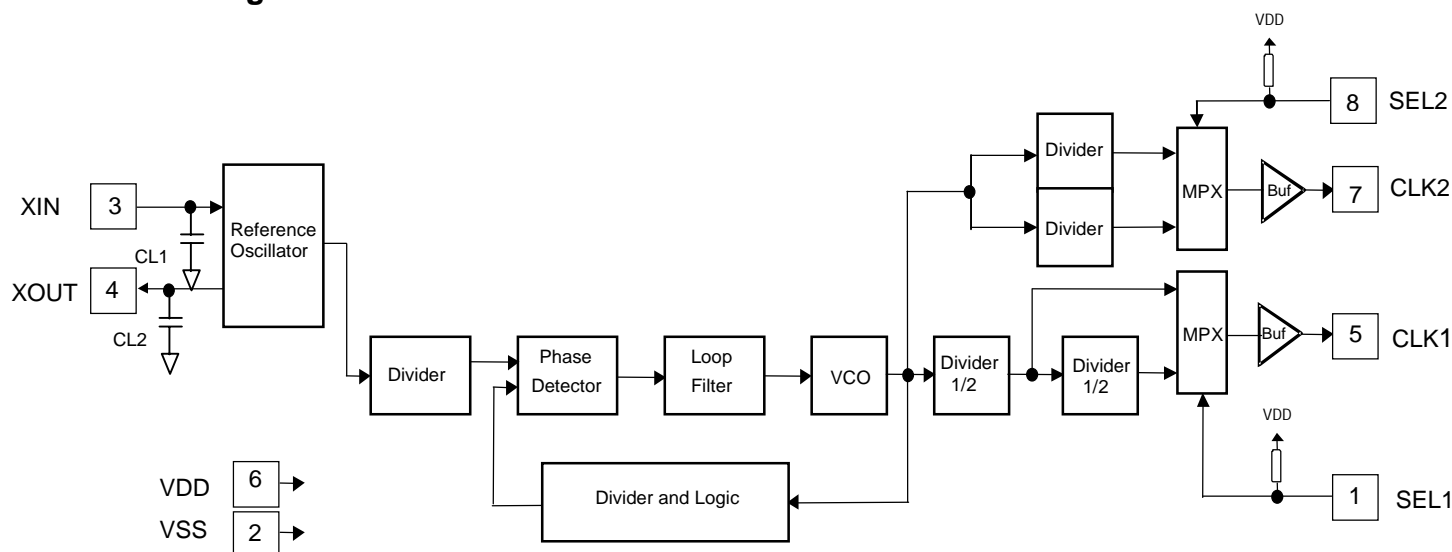 VDD
8 SEL2
Divider
MPX
Buf
7 CLK2
Divider
XIN 3
Reference
Oscillator
CL1
XOUT 4
CL2
MPX
Buf
5 CLK1
Divider
Phase
Detector
Loop
Filter
VCO
Divider
1/2
Divider
1/2
VDD
1 SEL1
Divider and Logic
VDD 6
VSS 2